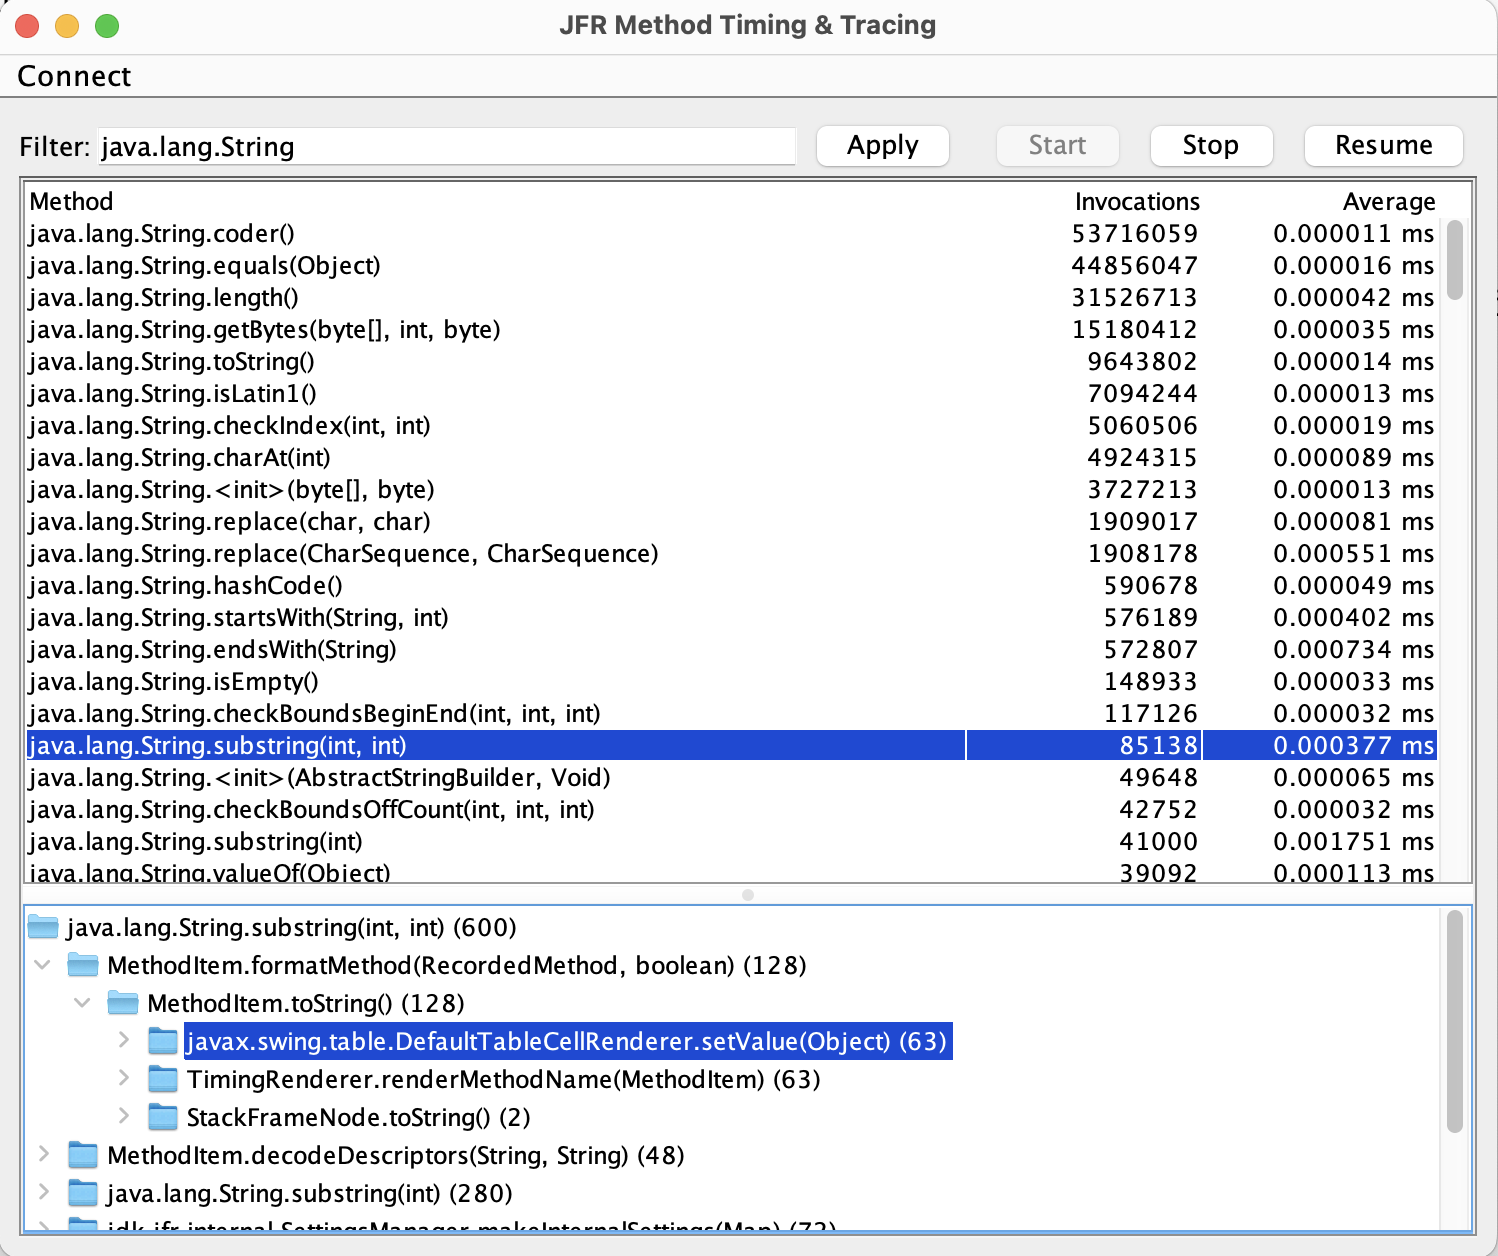 JFR Method Timing & Tracing
Connect
Filter: java.lang.String Apply Start Stop Resume
Method Invocations Average
java.lang.String.coder() 53716059 0.000011 ms
java.lang.String.equals(Object) 44856047 0.000016 ms
java.lang.String.length() 31526713 0.000042 ms
java.lang.String.getBytes(byte[], int, byte) 15180412 0.000035 ms
java.lang.String.toString() 9643802 0.000014 ms
java.lang.String.isLatin1() 7094244 0.000013 ms
java.lang.String.checkIndex(int, int) 5060506 0.000019 ms
java.lang.String.charAt(int) 4924315 0.000089 ms
java.lang.String.<init>(byte[], byte) 3727213 0.000013 ms
java.lang.String.replace(char, char) 1909017 0.000081 ms
java.lang.String.replace(CharSequence, CharSequence) 1908178 0.000551 ms
java.lang.String.hashCode() 590678 0.000049 ms
java.lang.String.startsWith(String, int) 576189 0.000402 ms
java.lang.String.endsWith(String) 572807 0.000734 ms
java.lang.String.isEmpty() 148933 0.000033 ms
java.lang.String.checkBoundsBeginEnd(int, int, int) 117126 0.000032 ms
java.lang.String.substring(int, int) 85138 0.000377 ms
java.lang.String.<init>(AbstractStringBuilder, Void) 49648 0.000065 ms
java.lang.String.checkBoundsOffCount(int, int, int) 42752 0.000032 ms
java.lang.String.substring(int) 41000 0.001751 ms
java.lang.String.valueOf(Object) 39092 0.000113 ms
java.lang.String.substring(int, int) (600)
MethodItem.formatMethod(RecordedMethod, boolean) (128)
MethodItem.toString() (128)
javax.swing.table.DefaultTableCellRenderer.setValue(Object) (63)
TimingRenderer.renderMethodName(MethodItem) (63)
StackFrameNode.toString() (2)
MethodItem.decodeDescriptors(String, String) (48)
java.lang.String.substring(int) (280)
jdk.jfr.internal.SettingsManager.makeInternalSettings(Map) (72)